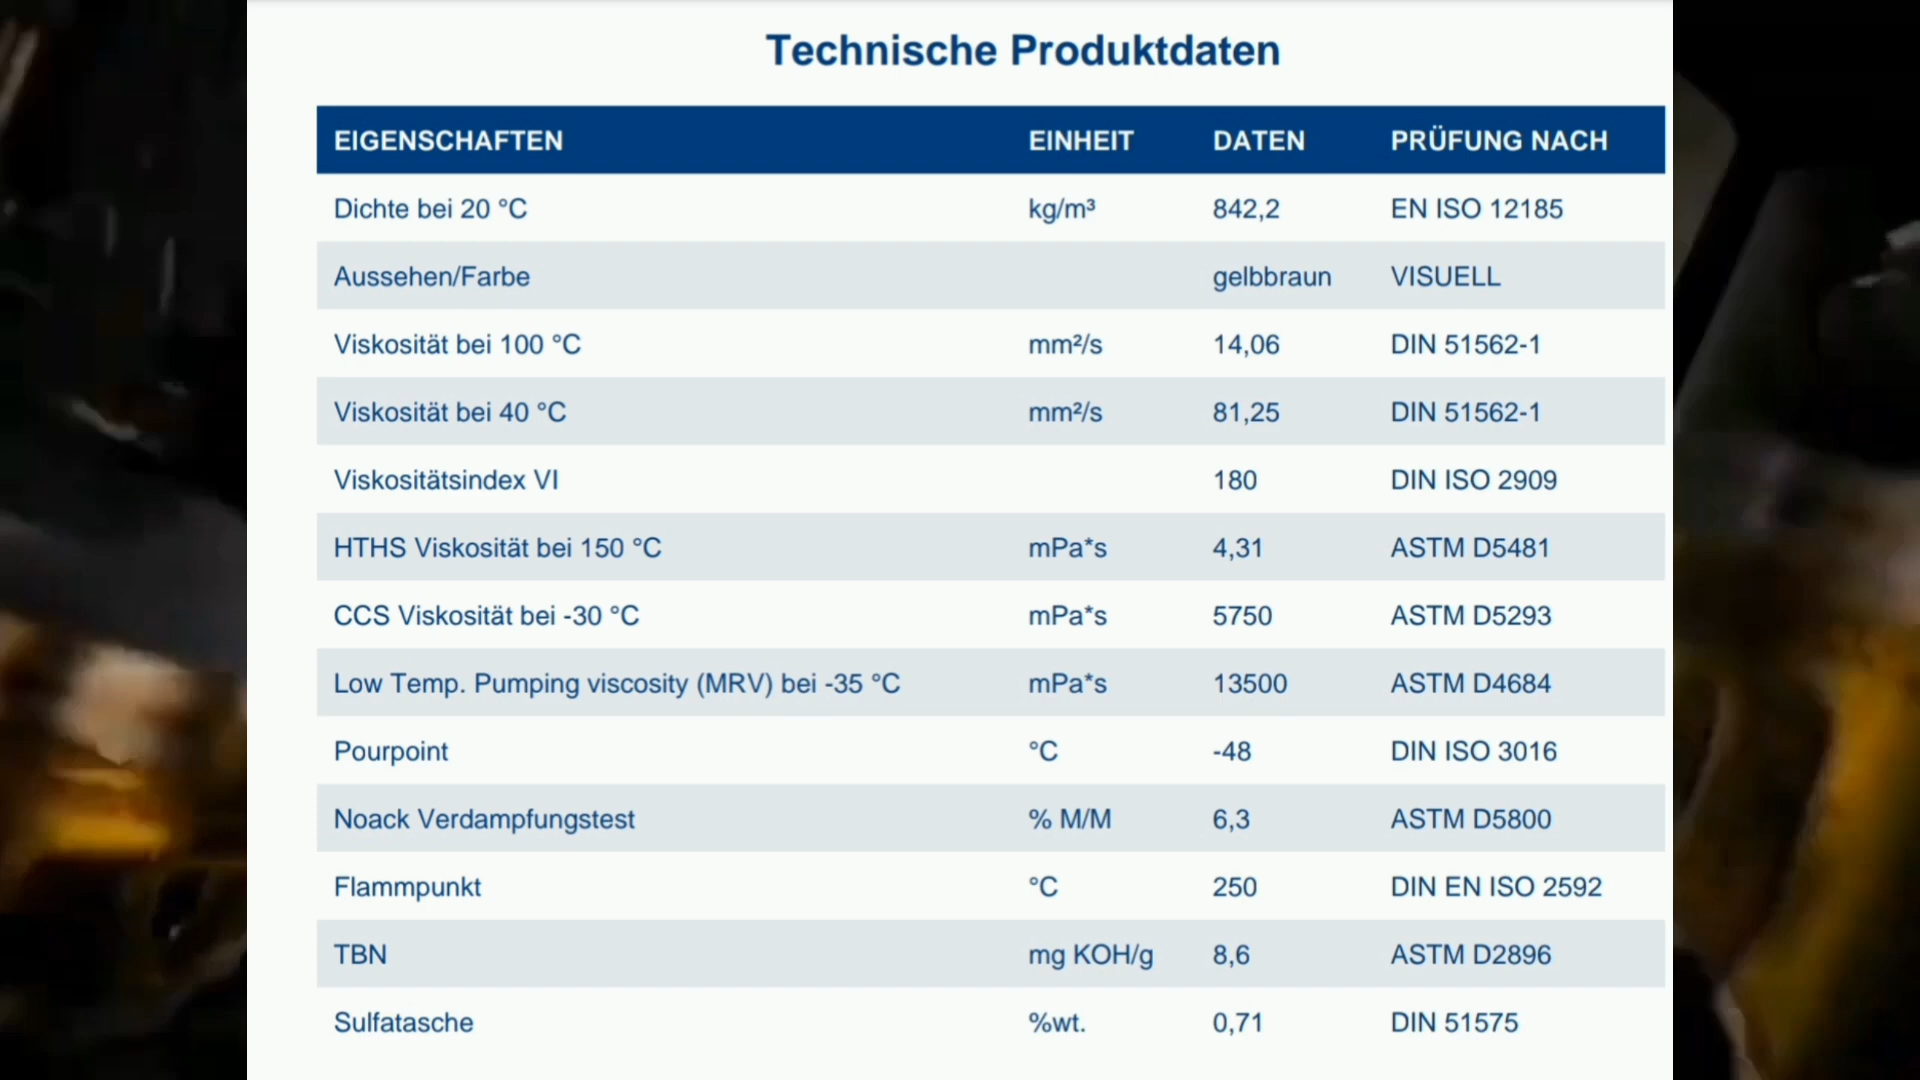 Technische Produktdaten
EIGENSCHAFTEN EINHEIT DATEN PRÜFUNG NACH
Dichte bei 20 °C kg/m³ 842,2 EN ISO 12185
Aussehen/Farbe gelbbraun VISUELL
Viskosität bei 100 °C mm²/s 14,06 DIN 51562-1
Viskosität bei 40 °C mm²/s 81,25 DIN 51562-1
Viskositätsindex VI 180 DIN ISO 2909
HTHS Viskosität bei 150 °C mPa*s 4,31 ASTM D5481
CCS Viskosität bei -30 °C mPa*s 5750 ASTM D5293
Low Temp. Pumping viscosity (MRV) bei -35 °C mPa*s 13500 ASTM D4684
Pourpoint °C -48 DIN ISO 3016
Noack Verdampfungstest % M/M 6,3 ASTM D5800
Flammpunkt °C 250 DIN EN ISO 2592
TBN mg KOH/g 8,6 ASTM D2896
Sulfatasche %wt. 0,71 DIN 51575